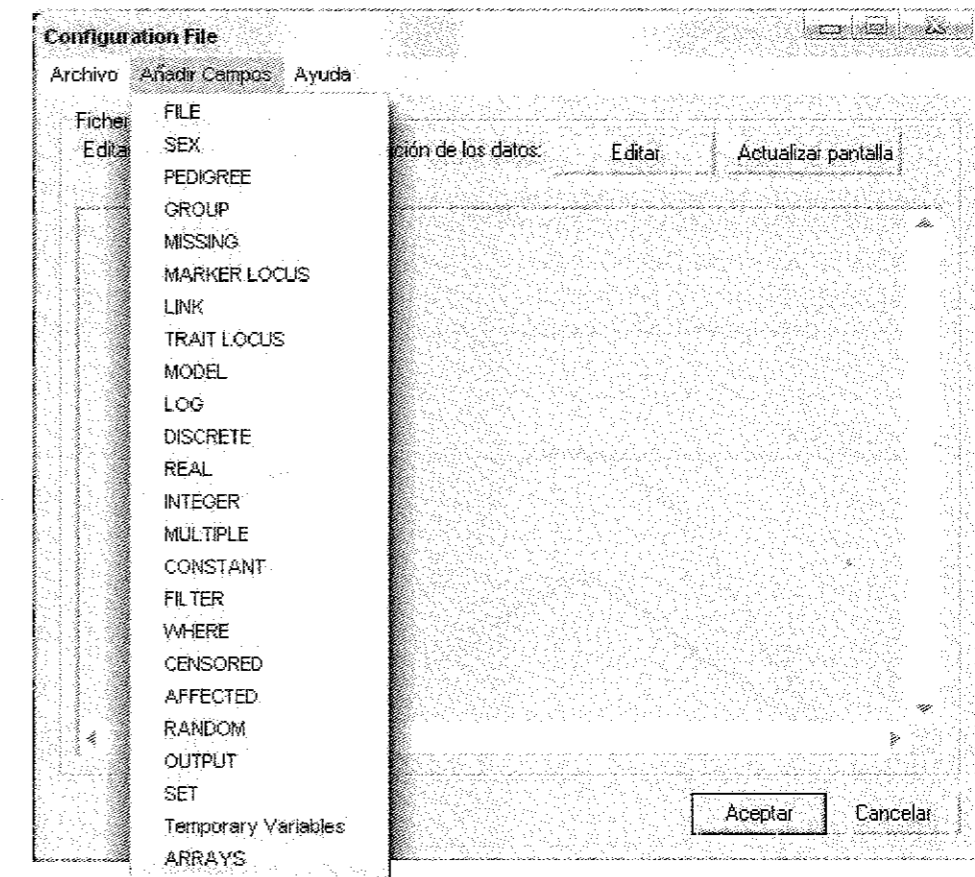 Configuration File
Archivo Añadir Campos Ayuda
Ficher
Edita ción de los datos: Editar Actualizar pantalla
FILE
SEX
PEDIGREE
GROUP
MISSING
MARKER LOCUS
LINK
TRAIT LOCUS
MODEL
LOG
DISCRETE
REAL
INTEGER
MULTIPLE
CONSTANT
FILTER
WHERE
CENSORED
AFFECTED
RANDOM
OUTPUT
SET
Temporary Variables
ARRAYS
Aceptar Cancelar